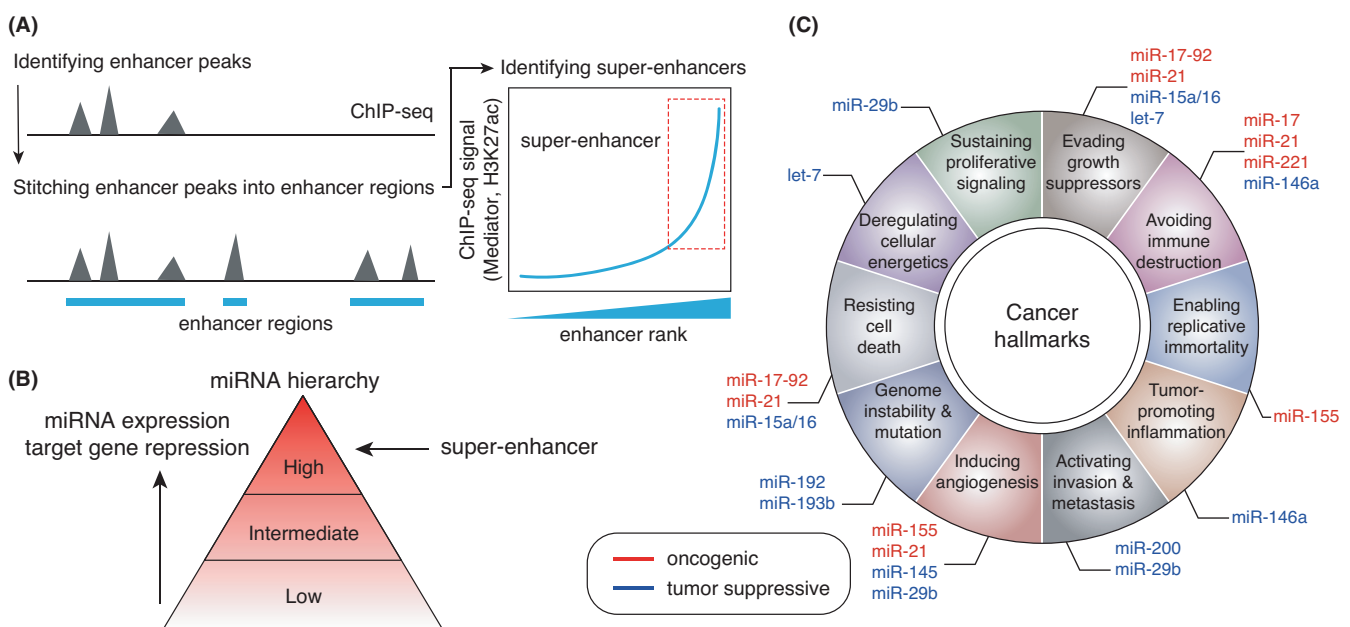 (A)
Identifying enhancer peaks
ChIP-seq
Stitching enhancer peaks into enhancer regions
enhancer regions
Identifying super-enhancers
ChIP-seq signal
(Mediator, H3K27ac)
super-enhancer
enhancer rank
(B)
miRNA hierarchy
miRNA expression
target gene repression
High
Intermediate
Low
super-enhancer
(C)
miR-17-92
miR-21
miR-15a/16
let-7
miR-29b
miR-17
miR-21
miR-221
miR-146a
let-7
Sustaining
proliferative
signaling
Evading
growth
suppressors
Avoiding
immune
destruction
Enabling
replicative
immortality
Tumor-
promoting
inflammation
Activating
invasion &
metastasis
Inducing
angiogenesis
Genome
instability &
mutation
Resisting
cell
death
Deregulating
cellular
energetics
Cancer
hallmarks
miR-17-92
miR-21
miR-15a/16
miR-155
miR-192
miR-193b
miR-146a
miR-155
miR-21
miR-145
miR-29b
miR-200
miR-29b
oncogenic
tumor suppressive